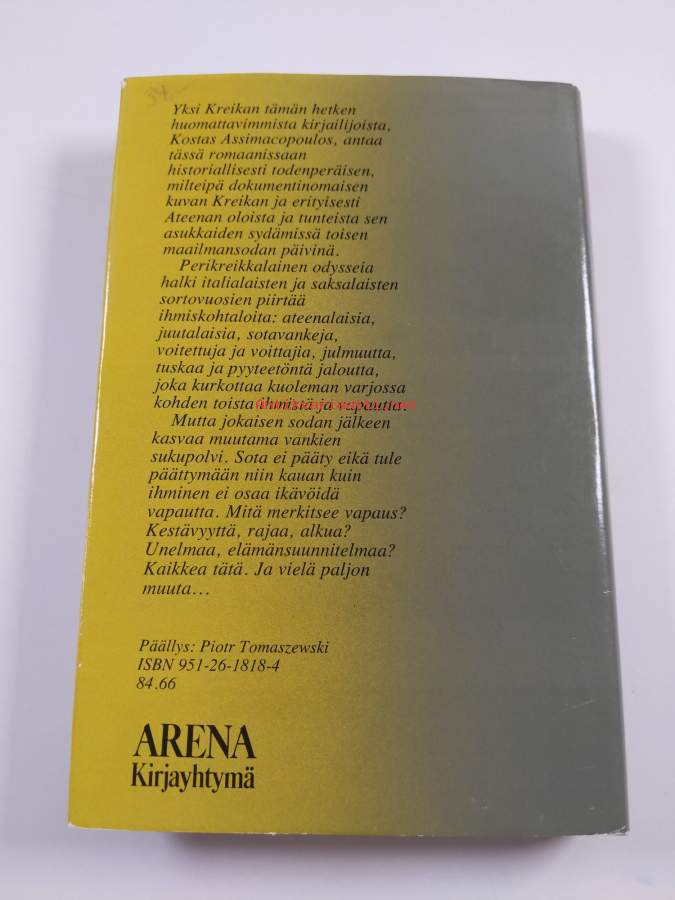 Yksi Kreikan tämän hetken
huomattavimmista kirjailijoista,
Kostas Assimacopoulos, antaa
tässä romaanissaan
historiallisesti todenperäisen,
milteipä dokumentinomaisen
kuvan Kreikan ja erityisesti
Ateenan oloista ja tunteista sen
asukkaiden sydämissä toisen
maailmansodan päivinä.
Perikreikkalainen odysseia
halki italialaisten ja saksalaisten
sortovuosien piirtää
ihmiskohtaloita: ateenalaisia,
juutalaisia, sotavankeja,
voitettuja ja voittajia, julmuutta,
tuskaa ja pyyteetöntä jaloutta,
joka kurkottaa kuoleman varjossa
kohden toista ihmistä ja vapautta.
Mutta jokaisen sodan jälkeen
kasvaa muutama vankien
sukupolvi. Sota ei pääty eikä tule
päättymään niin kauan kuin
ihminen ei osaa ikävöidä
vapautta. Mitä merkitsee vapaus?
Kestävyyttä, rajaa, alkua?
Unelmaa, elämänsuunnitelmaa?
Kaikkea tätä. Ja vielä paljon
muuta...
Päällys: Piotr Tomaszewski
ISBN 951-26-1818-4
84.66
ARENA
Kirjayhtymä